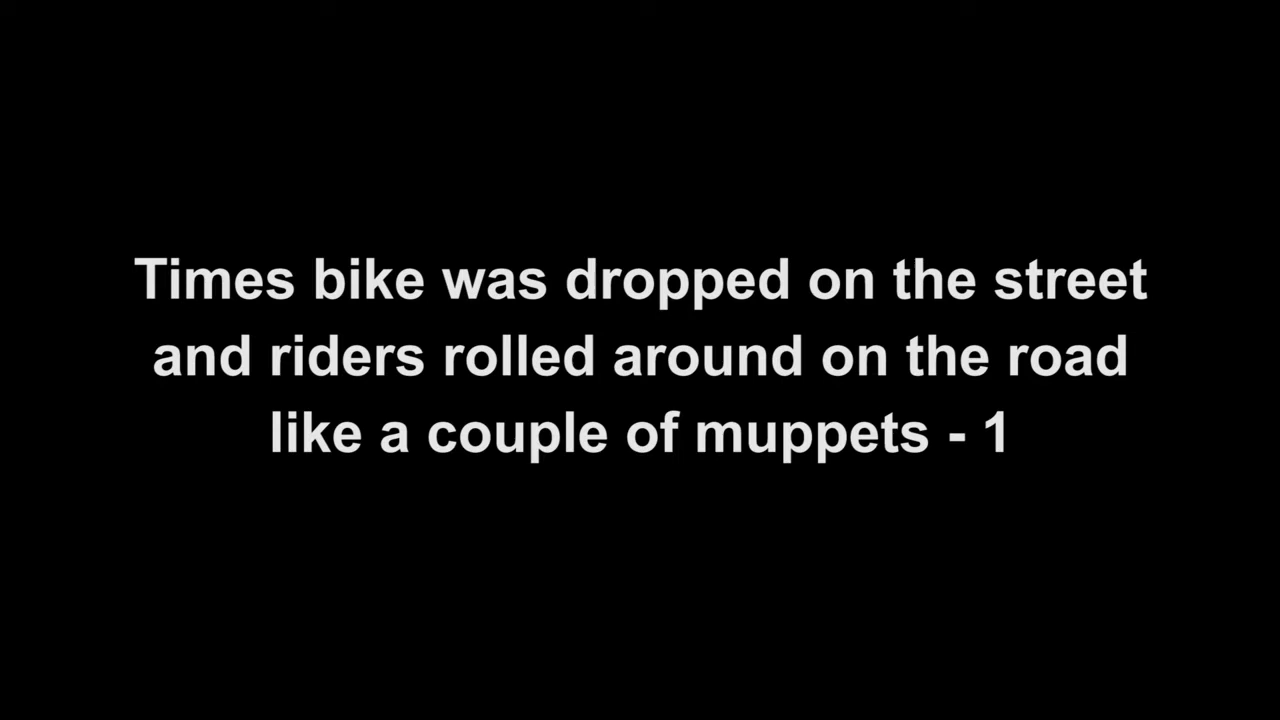 Times bike was dropped on the street
and riders rolled around on the road
like a couple of muppets - 1